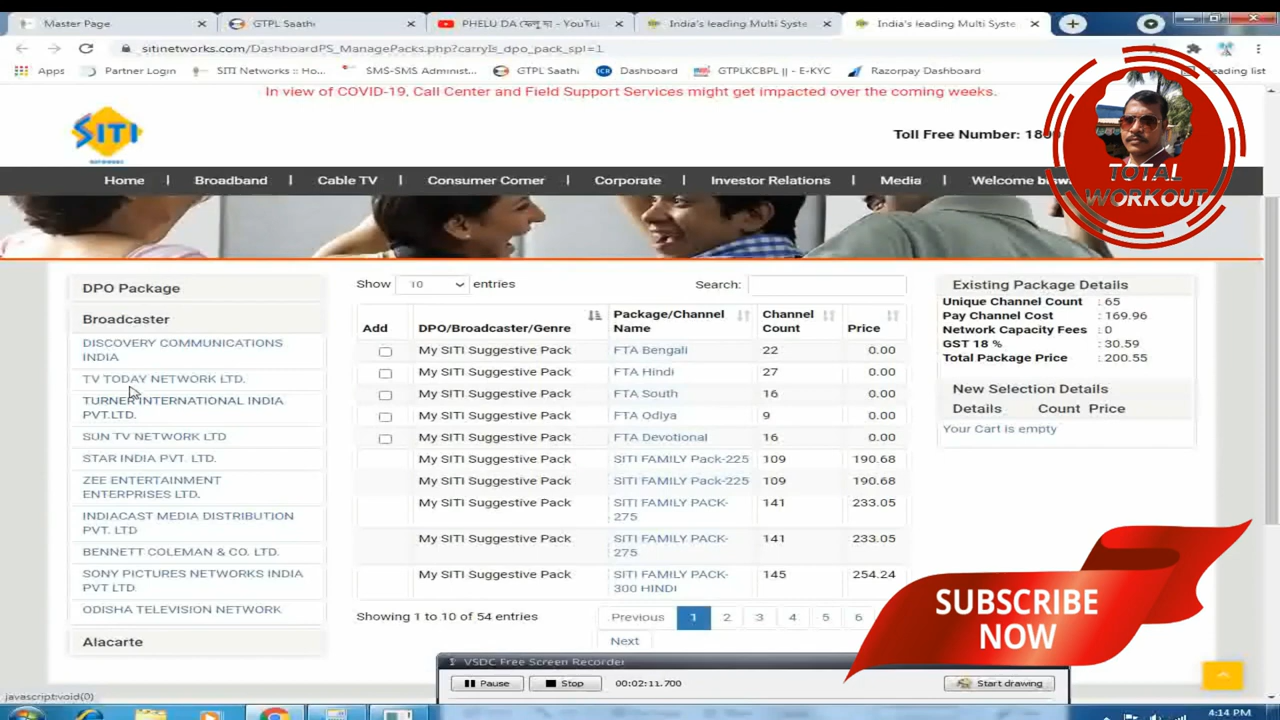 Master Page
GTPL Saathi
PHELU DA (ফেলু দা) - YouTu
India's leading Multi Syste
India's leading Multi Syste
sitinetworks.com/DashboardPS_ManagePacks.php?carryIs_dpo_pack_spl=1
Apps
Partner Login
SITI Networks :: Ho...
SMS-SMS Administ...
GTPL Saathi
Dashboard
GTPLKCBPL || - E-KYC
Razorpay Dashboard
Reading list
In view of COVID-19, Call Center and Field Support Services might get impacted over the coming weeks.
SITI
NETWORKS
Toll Free Number: 180
TOTAL
WORKOUT
Home | Broadband | Cable TV | Consumer Corner | Corporate | Investor Relations | Media | Welcome
DPO Package
Broadcaster
DISCOVERY COMMUNICATIONS
INDIA
TV TODAY NETWORK LTD.
TURNER INTERNATIONAL INDIA
PVT.LTD.
SUN TV NETWORK LTD
STAR INDIA PVT. LTD.
ZEE ENTERTAINMENT
ENTERPRISES LTD.
INDIACAST MEDIA DISTRIBUTION
PVT. LTD
BENNETT COLEMAN & CO. LTD.
SONY PICTURES NETWORKS INDIA
PVT LTD.
ODISHA TELEVISION NETWORK
Alacarte
Show 10 entries
Search:
Add DPO/Broadcaster/Genre Package/Channel Name Channel Count Price
My SITI Suggestive Pack FTA Bengali 22 0.00
My SITI Suggestive Pack FTA Hindi 27 0.00
My SITI Suggestive Pack FTA South 16 0.00
My SITI Suggestive Pack FTA Odiya 9 0.00
My SITI Suggestive Pack FTA Devotional 16 0.00
My SITI Suggestive Pack SITI FAMILY Pack-225 109 190.68
My SITI Suggestive Pack SITI FAMILY Pack-225 109 190.68
My SITI Suggestive Pack SITI FAMILY PACK- 141 233.05
275
My SITI Suggestive Pack SITI FAMILY PACK- 141 233.05
275
My SITI Suggestive Pack SITI FAMILY PACK- 145 254.24
300 HINDI
Showing 1 to 10 of 54 entries
Previous 1 2 3 4 5 6
Next
Existing Package Details
Unique Channel Count : 65
Pay Channel Cost : 169.96
Network Capacity Fees : 0
GST 18 % : 30.59
Total Package Price : 200.55
New Selection Details
Details Count Price
Your Cart is empty
SUBSCRIBE
NOW
VSDC Free Screen Recorder
Pause
Stop
00:02:11.700
Start drawing
javascript:void(0)
4:14 PM